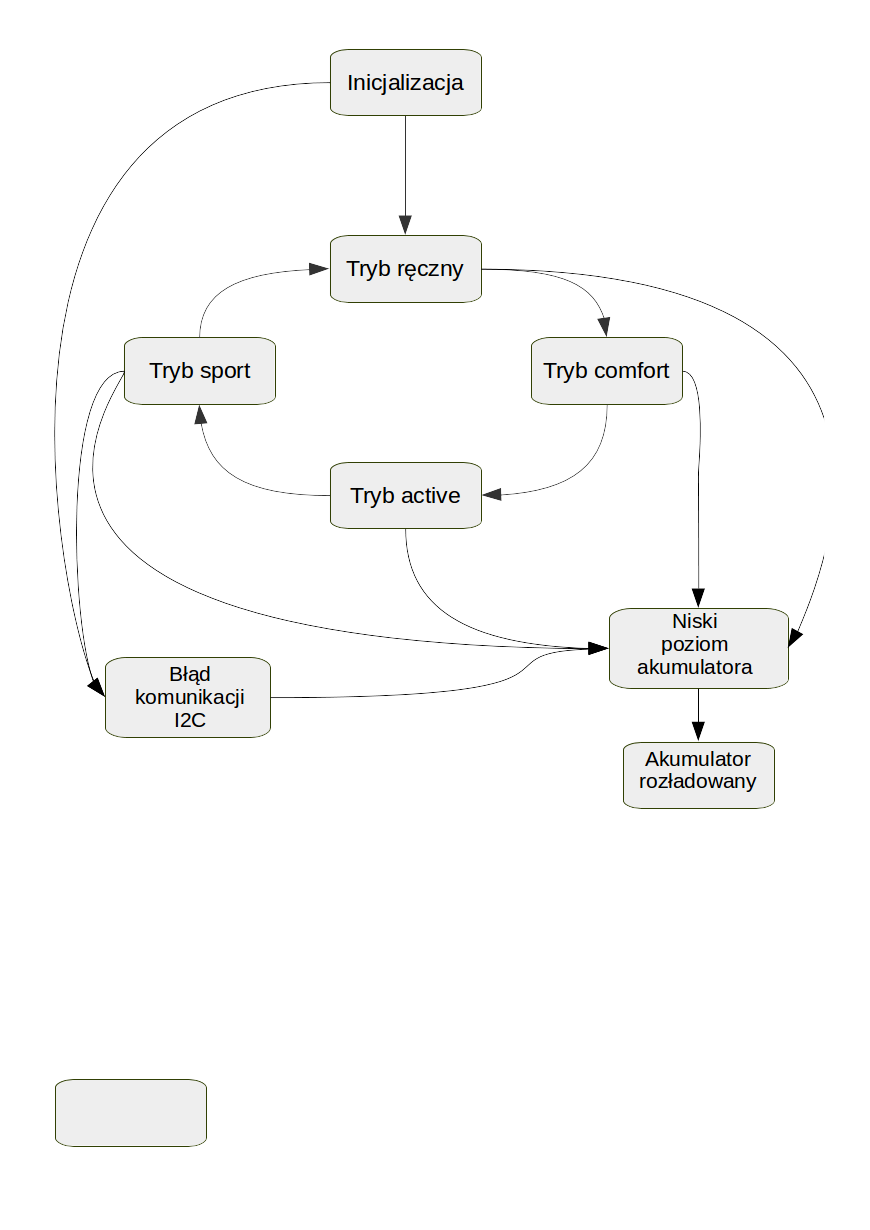 Inicjalizacja
Tryb ręczny
Tryb sport
Tryb comfort
Tryb active
Niski
poziom
akumulatora
Błąd
komunikacji
I2C
Akumulator
rozładowany